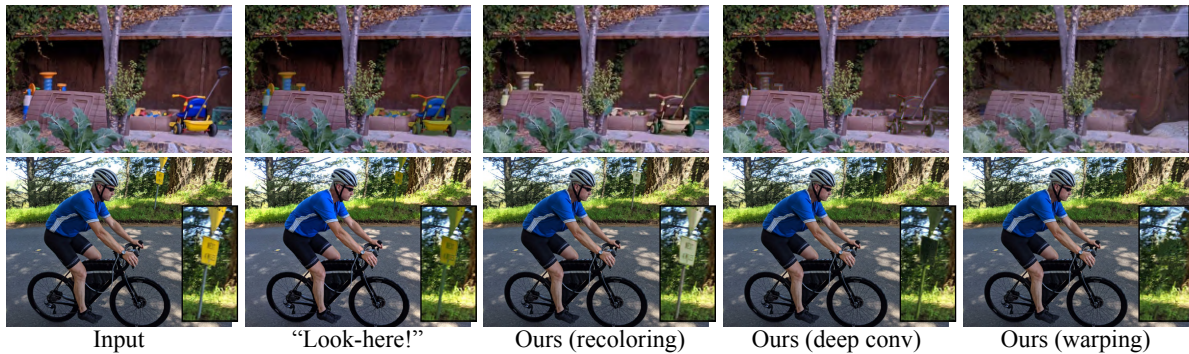 Input “Look-here!” Ours (recoloring) Ours (deep conv) Ours (warping)